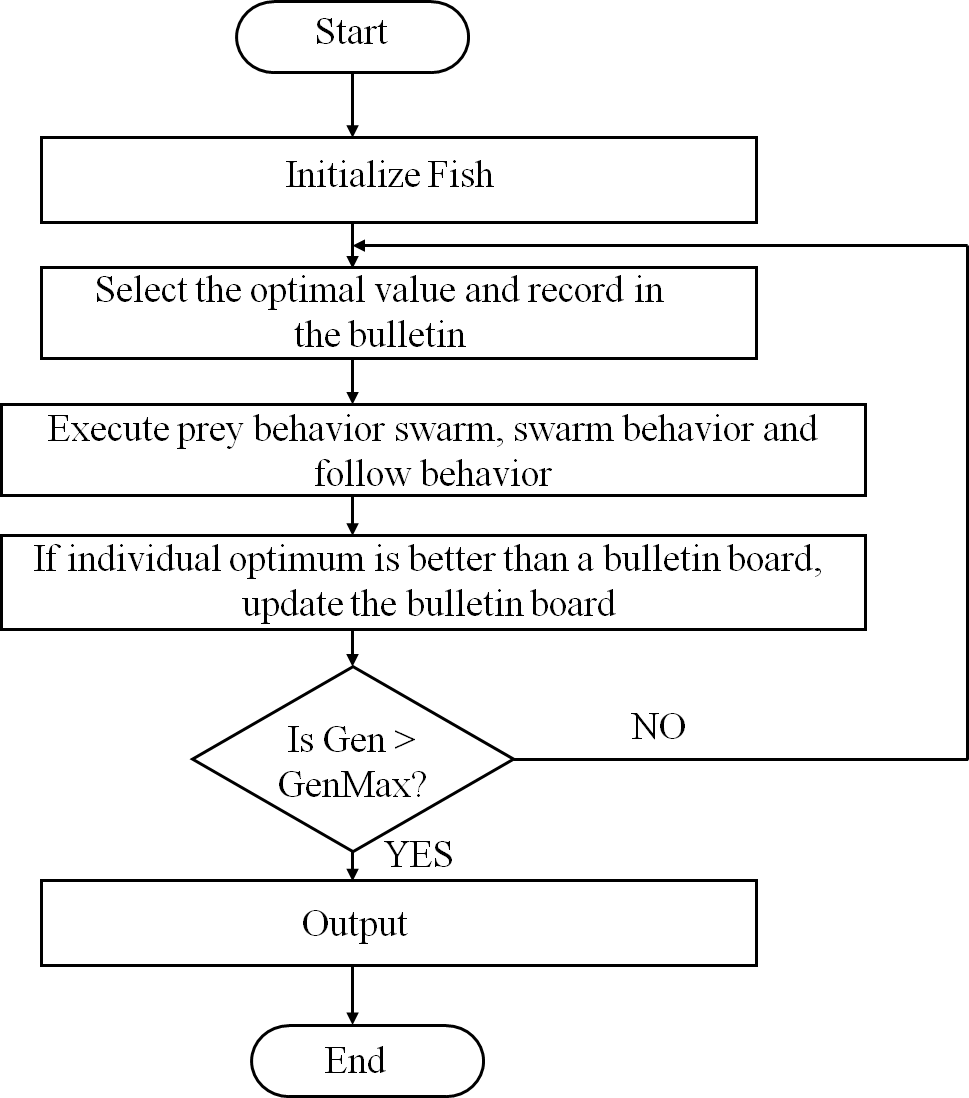 Start
Initialize Fish
Select the optimal value and record in
the bulletin
Execute prey behavior swarm, swarm behavior and
follow behavior
If individual optimum is better than a bulletin board,
update the bulletin board
Is Gen >
GenMax?
NO
YES
Output
End